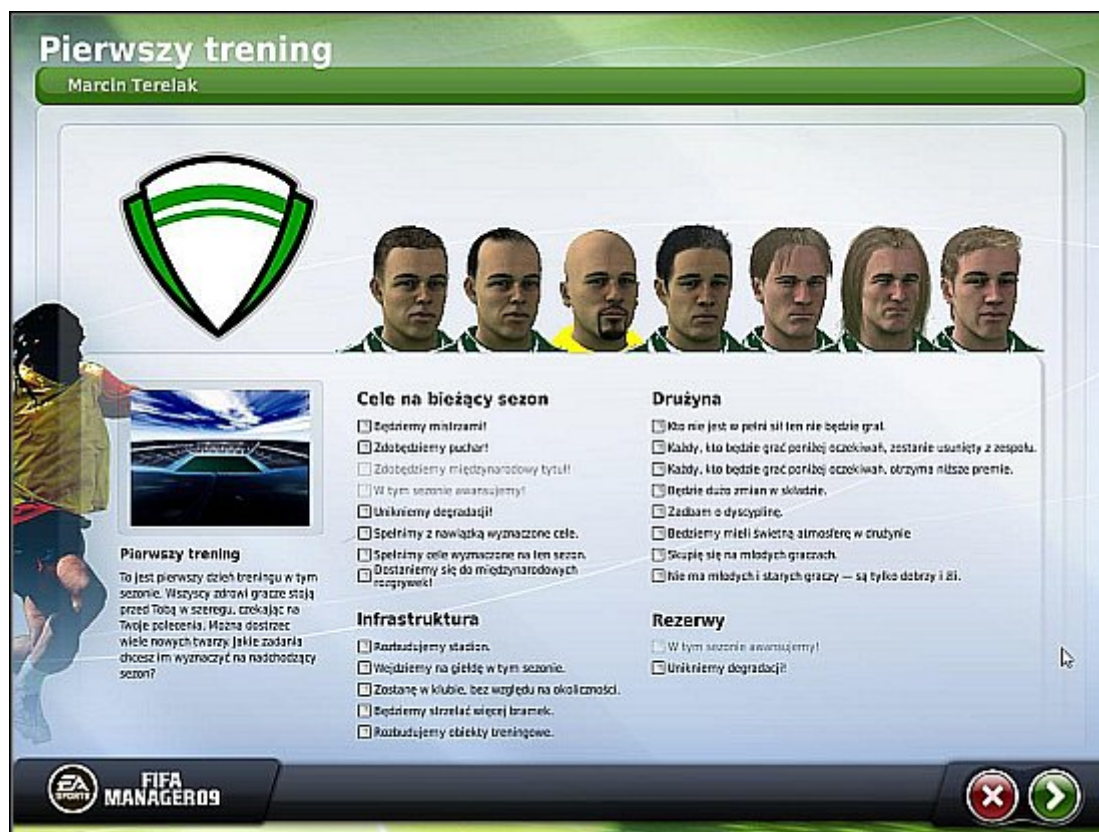 Pierwszy trening
Marcin Terelak
Pierwszy trening
To jest pierwszy dzień treningu w tym
sezonie. Wszyscy zdrowi gracze stoją
przed Tobą w szeregu, czekając na
Twoje polecenia. Można dostrzec
wiele nowych twarzy. Jakie zadania
chcesz im wyznaczyć na nadchodzący
sezon?
Cele na bieżący sezon
Będziemy mistrzami!
Zdobędziemy puchar!
Zdobędziemy międzynarodowy tytuł!
W tym sezonie awansujemy!
Unikniemy degradacji!
Spełnimy z nawiązką wyznaczone cele.
Spełnimy cele wyznaczone na ten sezon.
Dostaniemy się do międzynarodowych
rozgrywek!
Infrastruktura
Rozbudujemy stadion.
Wejdziemy na giełdę w tym sezonie.
Zostanę w klubie, bez względu na okoliczności.
Będziemy strzelać więcej bramek.
Rozbudujemy obiekty treningowe.
Drużyna
Kto nie jest w pełni sił ten nie będzie grał.
Każdy, kto będzie grać poniżej oczekiwań, zostanie usunięty z zespołu.
Każdy, kto będzie grać poniżej oczekiwań, otrzyma niższe premie.
Będzie dużo zmian w składzie.
Zadbam o dyscyplinę.
Bedziemy mieli świetną atmosferę w drużynie
Skupię się na młodych graczach.
Nie ma młodych i starych graczy — są tylko dobrzy i źli.
Rezerwy
W tym sezonie awansujemy!
Unikniemy degradacji!
EA
SPORTS
FIFA
MANAGER09